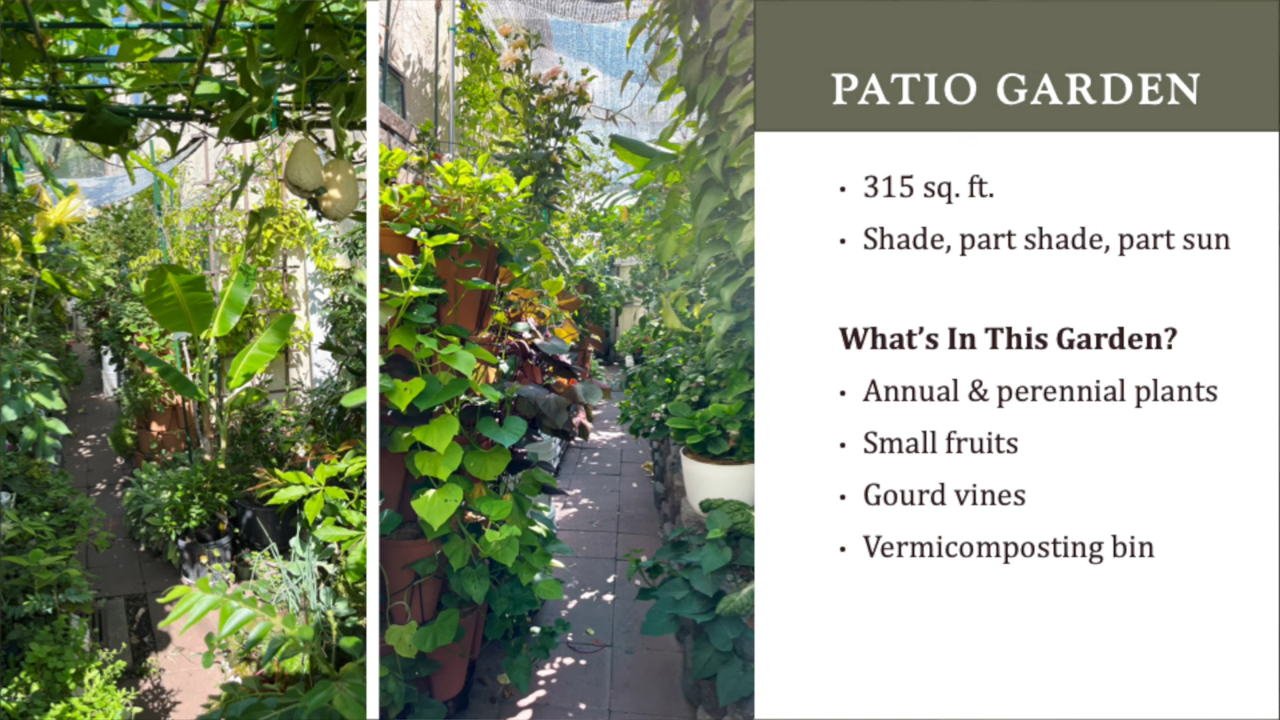 PATIO GARDEN
• 315 sq. ft.
• Shade, part shade, part sun
What’s In This Garden?
• Annual & perennial plants
• Small fruits
• Gourd vines
• Vermicomposting bin